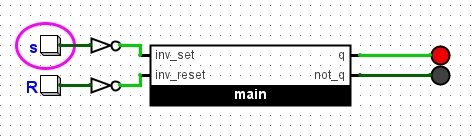 s
inv_set q
R
inv_reset not_q
main